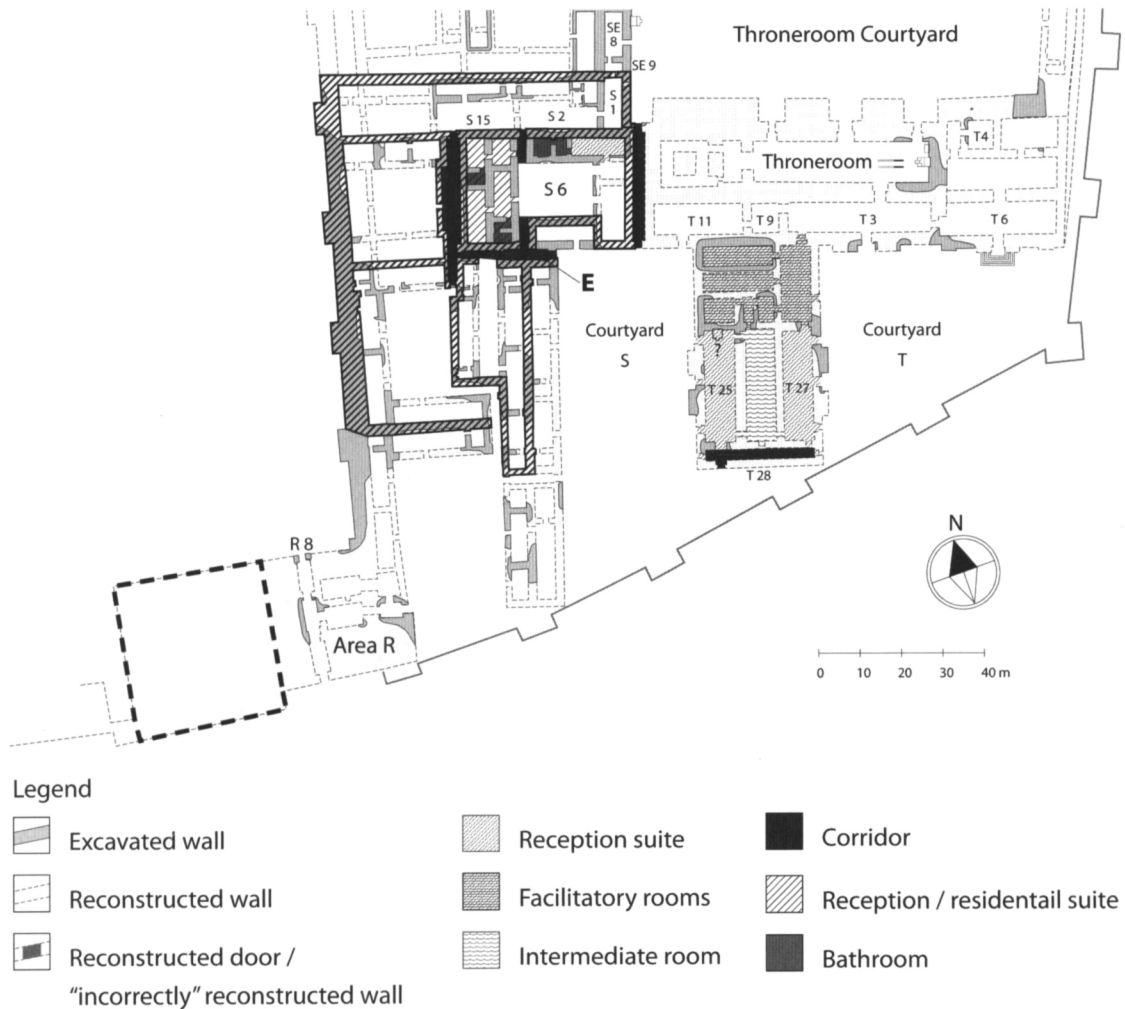 Throneroom Courtyard
SE
8
SE 9
S
1
S 15
S 2
S 6
T4
Throneroom
T 11
T 9
T 3
T 6
E
Courtyard
S
Courtyard
T
?
T 25
T 27
T 28
N
R 8
Area R
0 10 20 30 40 m
Legend
Excavated wall
Reconstructed wall
Reconstructed door /
"incorrectly" reconstructed wall
Reception suite
Facilitatory rooms
Intermediate room
Corridor
Reception / residentail suite
Bathroom